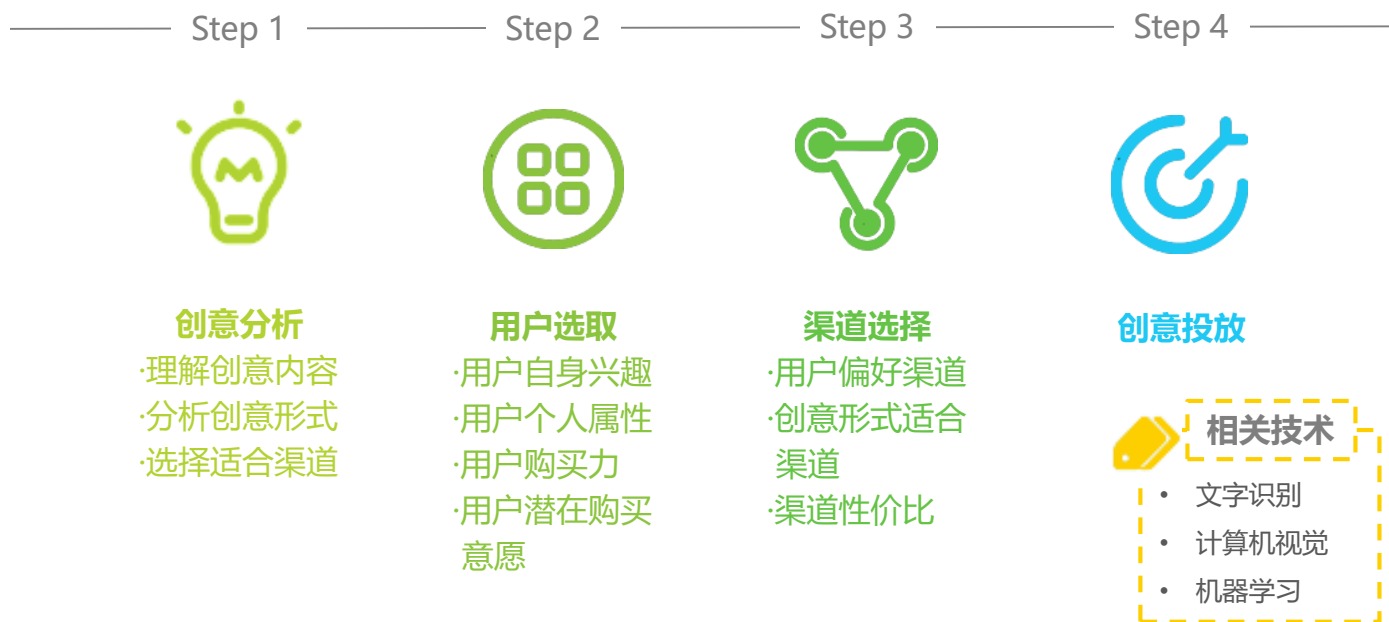 Step 1
Step 2
Step 3
Step 4
创意分析
·理解创意内容
·分析创意形式
·选择适合渠道
用户选取
·用户自身兴趣
·用户个人属性
·用户购买力
·用户潜在购买
意愿
渠道选择
·用户偏好渠道
·创意形式适合
渠道
·渠道性价比
创意投放
相关技术
• 文字识别
• 计算机视觉
• 机器学习